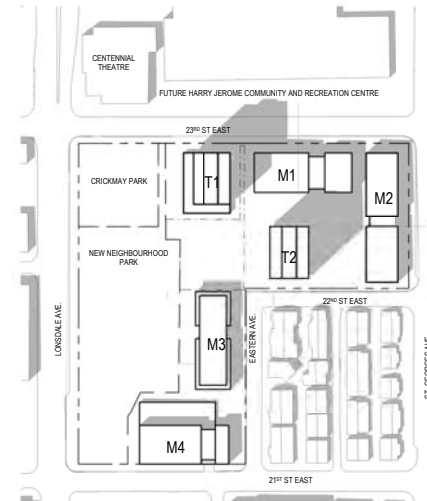 CENTENNIAL
THEATRE
FUTURE HARRY JEROME COMMUNITY AND RECREATION CENTRE
23RD ST EAST
CRICKMAY PARK
T1
M1
M2
NEW NEIGHBOURHOOD
PARK
T2
22ND ST EAST
LONSDALE AVE.
EASTERN AVE.
M3
M4
21ST ST EAST